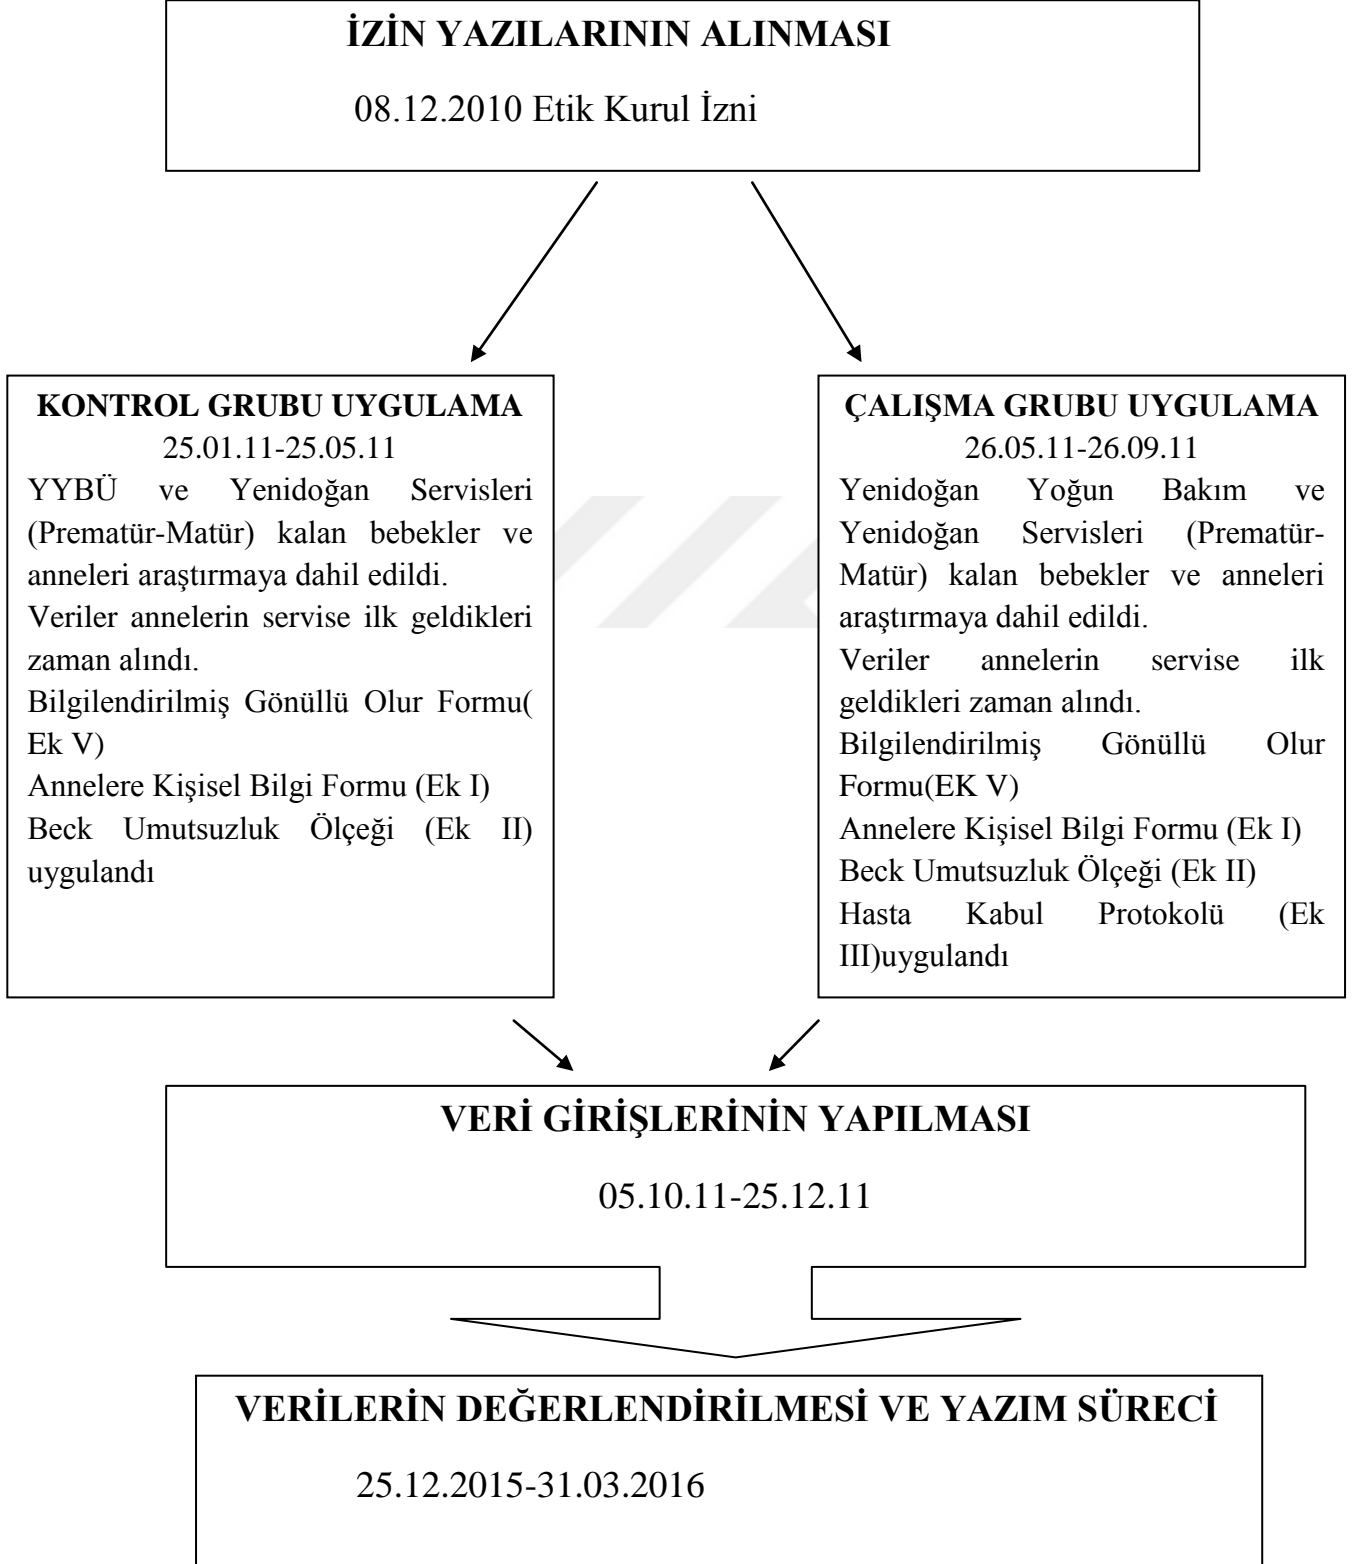 İZİN YAZILARININ ALINMASI
08.12.2010 Etik Kurul İzni
KONTROL GRUBU UYGULAMA
25.01.11-25.05.11
YYBÜ ve Yenidoğan Servisleri
(Prematür-Matür) kalan bebekler ve
anneleri araştırmaya dahil edildi.
Veriler annelerin servise ilk geldikleri
zaman alındı.
Bilgilendirilmiş Gönüllü Olur Formu(
Ek V)
Annelere Kişisel Bilgi Formu (Ek I)
Beck Umutsuzluk Ölçeği (Ek II)
uygulandı
ÇALIŞMA GRUBU UYGULAMA
26.05.11-26.09.11
Yenidoğan Yoğun Bakım ve
Yenidoğan Servisleri (Prematür-
Matür) kalan bebekler ve anneleri
araştırmaya dahil edildi.
Veriler annelerin servise ilk
geldikleri zaman alındı.
Bilgilendirilmiş Gönüllü Olur
Formu(EK V)
Annelere Kişisel Bilgi Formu (Ek I)
Beck Umutsuzluk Ölçeği (Ek II)
Hasta Kabul Protokolü (Ek
III)uygulandı
VERİ GİRİŞLERİNİN YAPILMASI
05.10.11-25.12.11
VERİLERİN DEĞERLENDİRİLMESİ VE YAZIM SÜRECİ
25.12.2015-31.03.2016